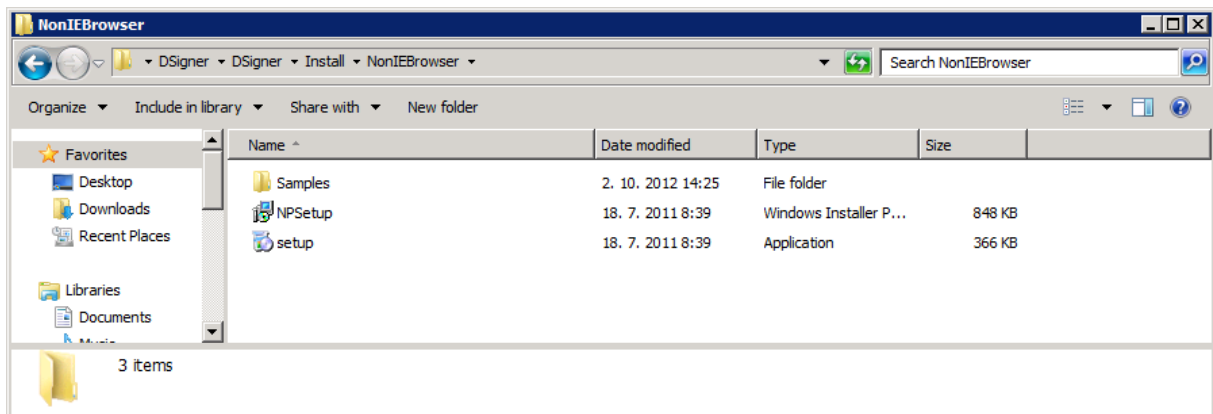 NonIEBrowser
DSigner DSigner Install NonIEBrowser Search NonIEBrowser
Organize Include in library Share with New folder
Favorites Name Date modified Type Size
Desktop Samples 2. 10. 2012 14:25 File folder
Downloads NPSetup 18. 7. 2011 8:39 Windows Installer P... 848 KB
Recent Places setup 18. 7. 2011 8:39 Application 366 KB
Libraries
Documents
Music
3 items